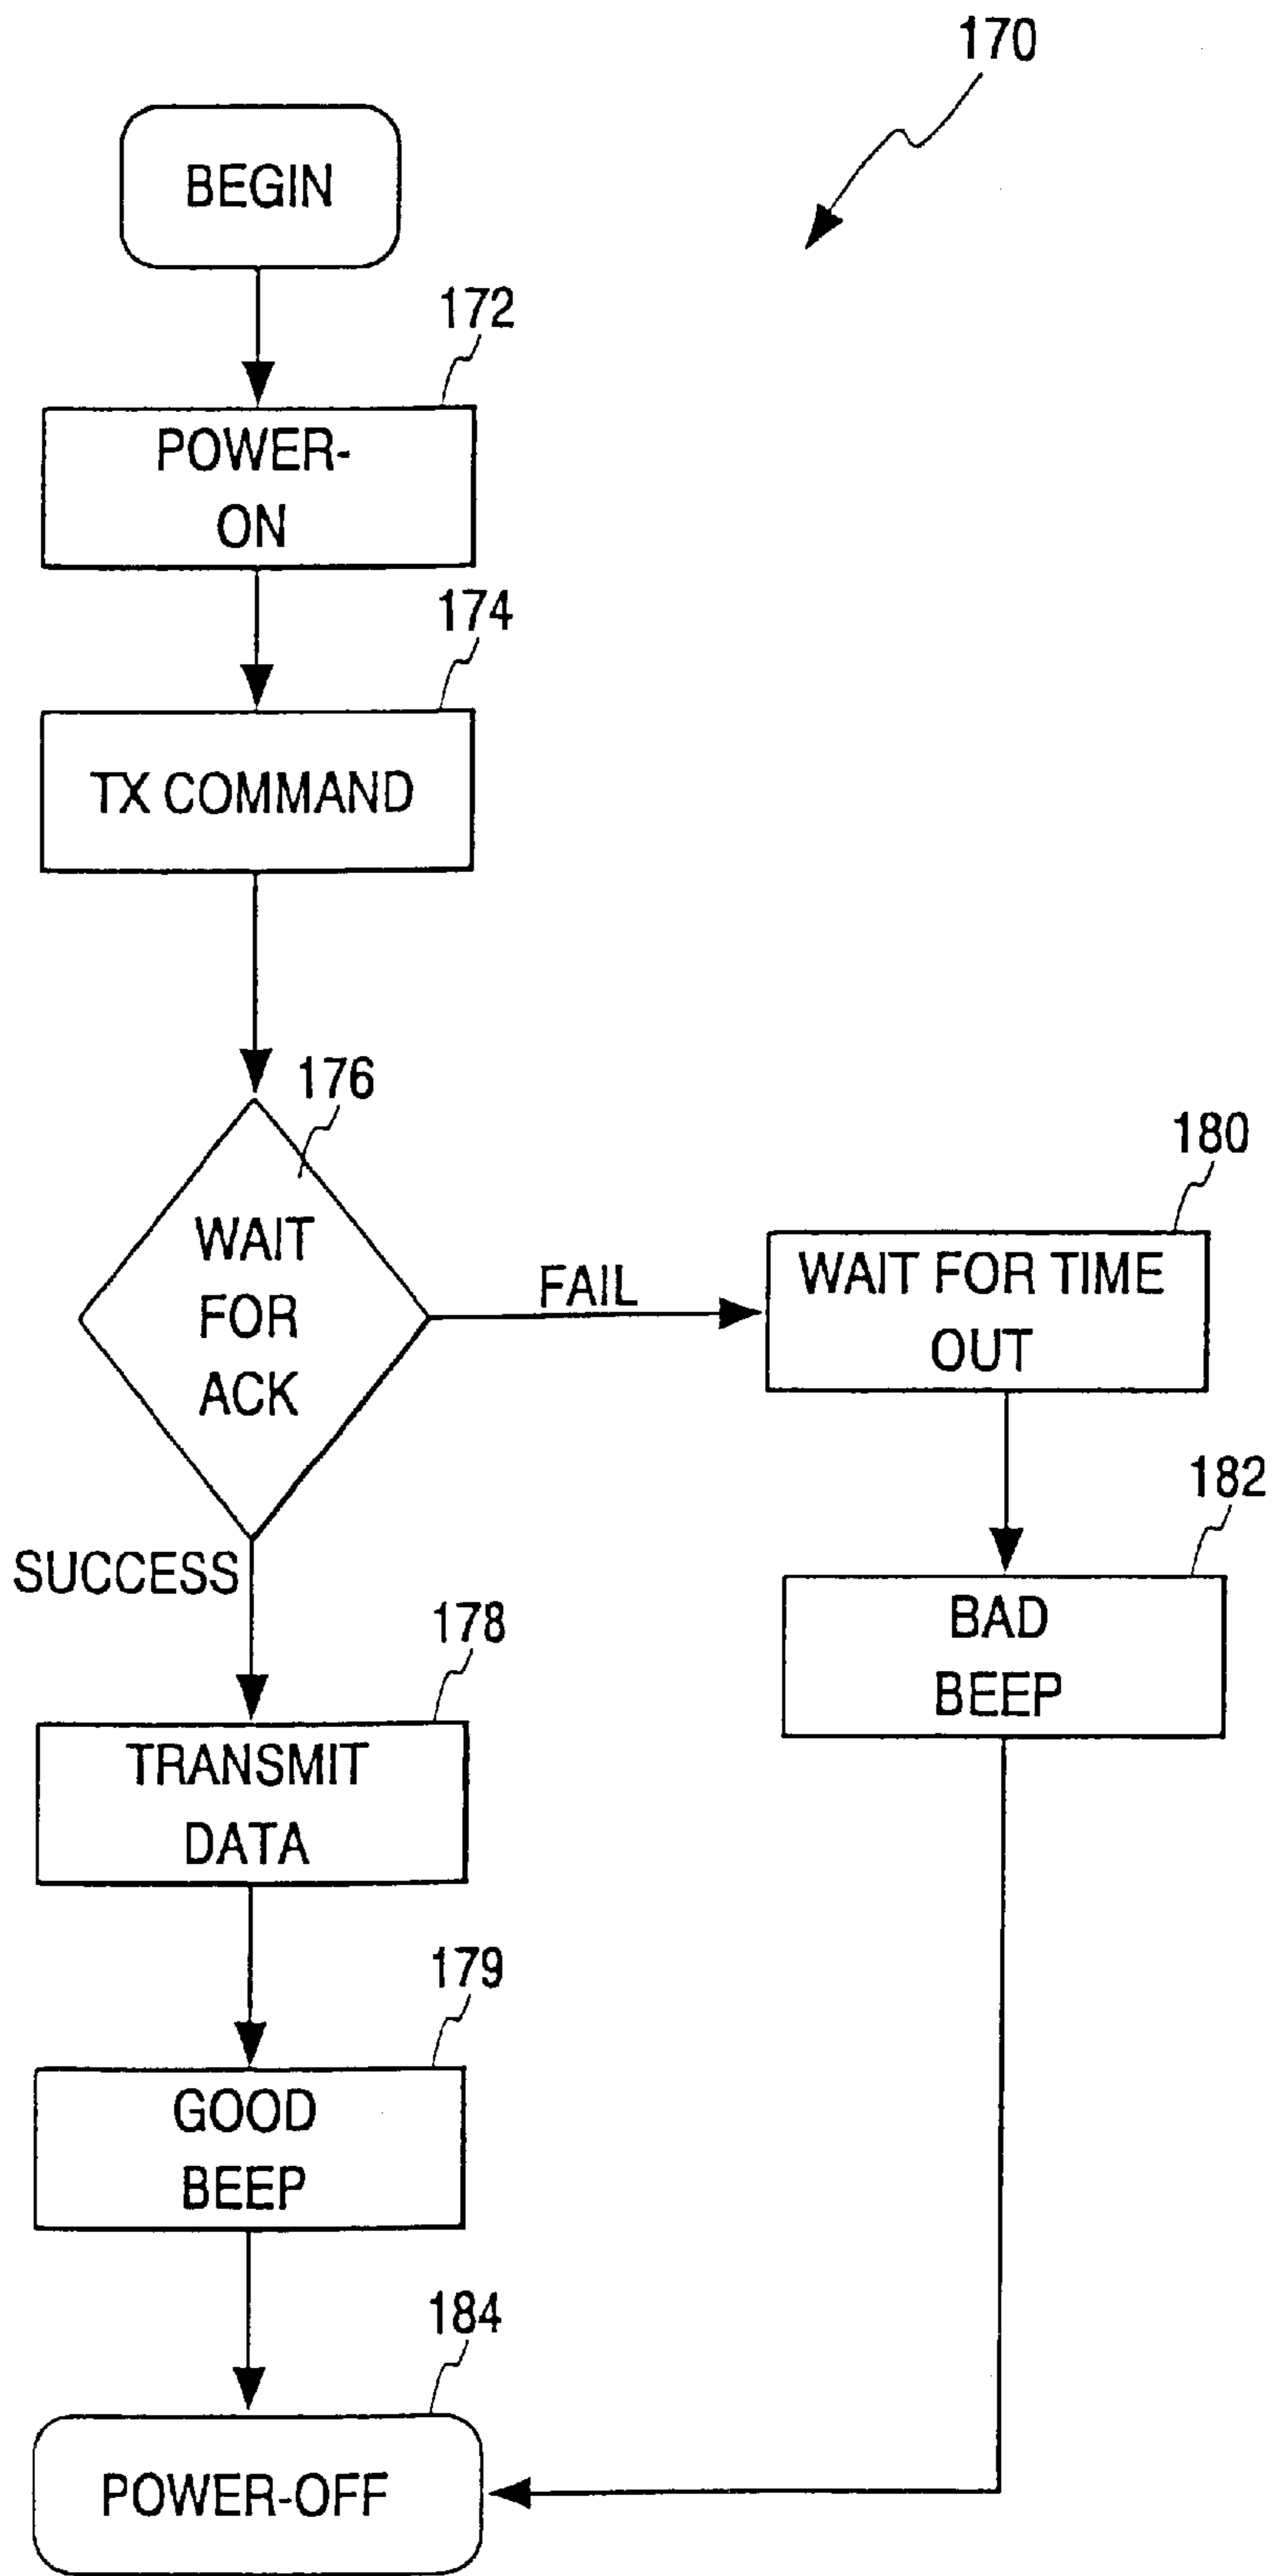 170
BEGIN
172
POWER-
ON
174
TX COMMAND
176
WAIT
FOR
ACK
FAIL
180
WAIT FOR TIME
OUT
182
BAD
BEEP
SUCCESS
178
TRANSMIT
DATA
179
GOOD
BEEP
184
POWER-OFF